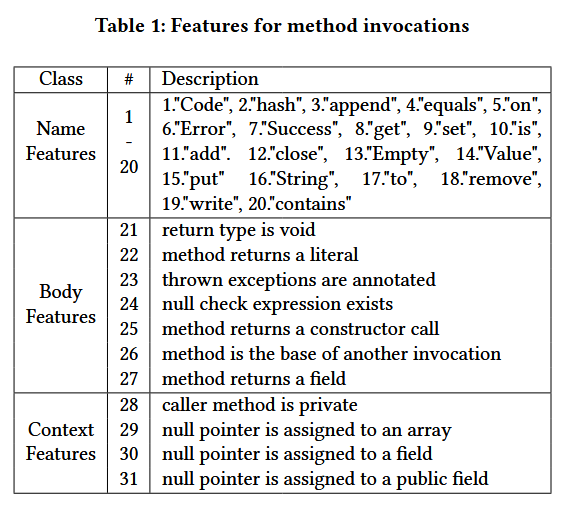 Table 1: Features for method invocations
Class # Description
Name Features
1 - 20
1."Code", 2."hash", 3."append", 4."equals", 5."on",
6."Error", 7."Success", 8."get", 9."set", 10."is",
11."add". 12."close", 13."Empty", 14."Value",
15."put" 16."String", 17."to", 18."remove",
19."write", 20."contains"
Body Features
21 return type is void
22 method returns a literal
23 thrown exceptions are annotated
24 null check expression exists
25 method returns a constructor call
26 method is the base of another invocation
27 method returns a field
Context Features
28 caller method is private
29 null pointer is assigned to an array
30 null pointer is assigned to a field
31 null pointer is assigned to a public field